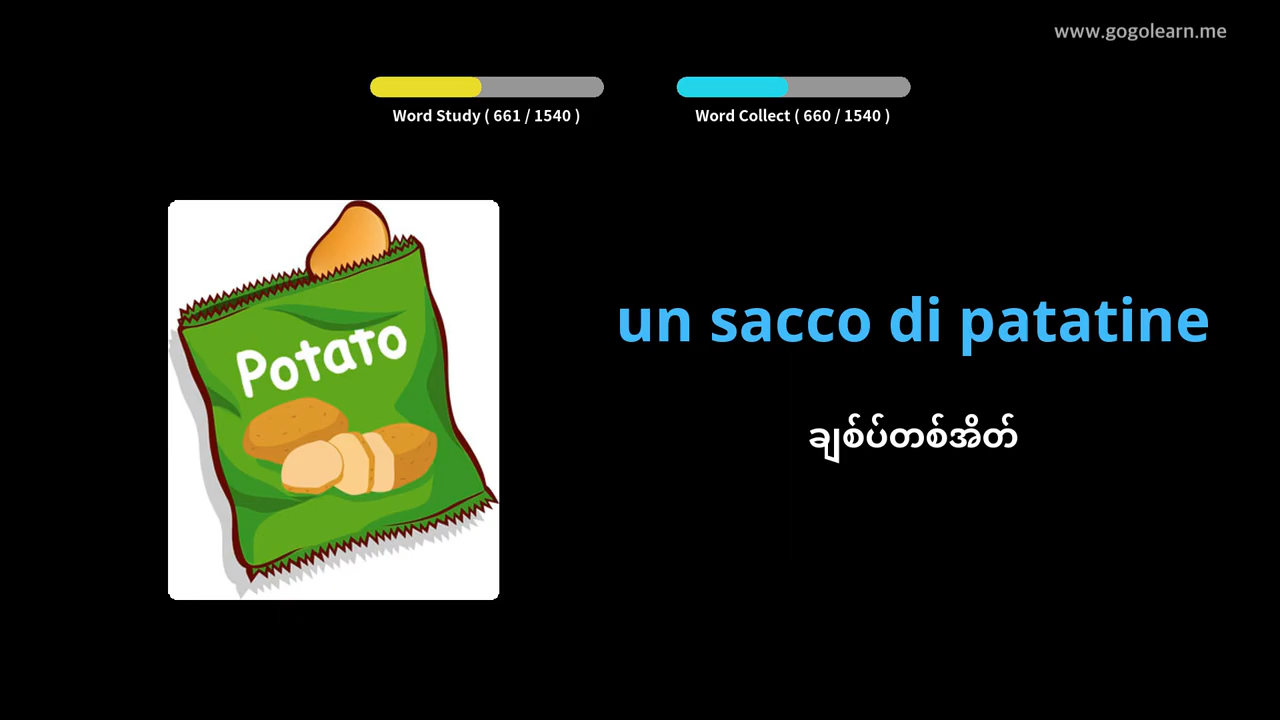 www.gogolearn.me
Word Study ( 661 / 1540 )
Word Collect ( 660 / 1540 )
Potato
un sacco di patatine
ချစ်ပ်တစ်အိတ်